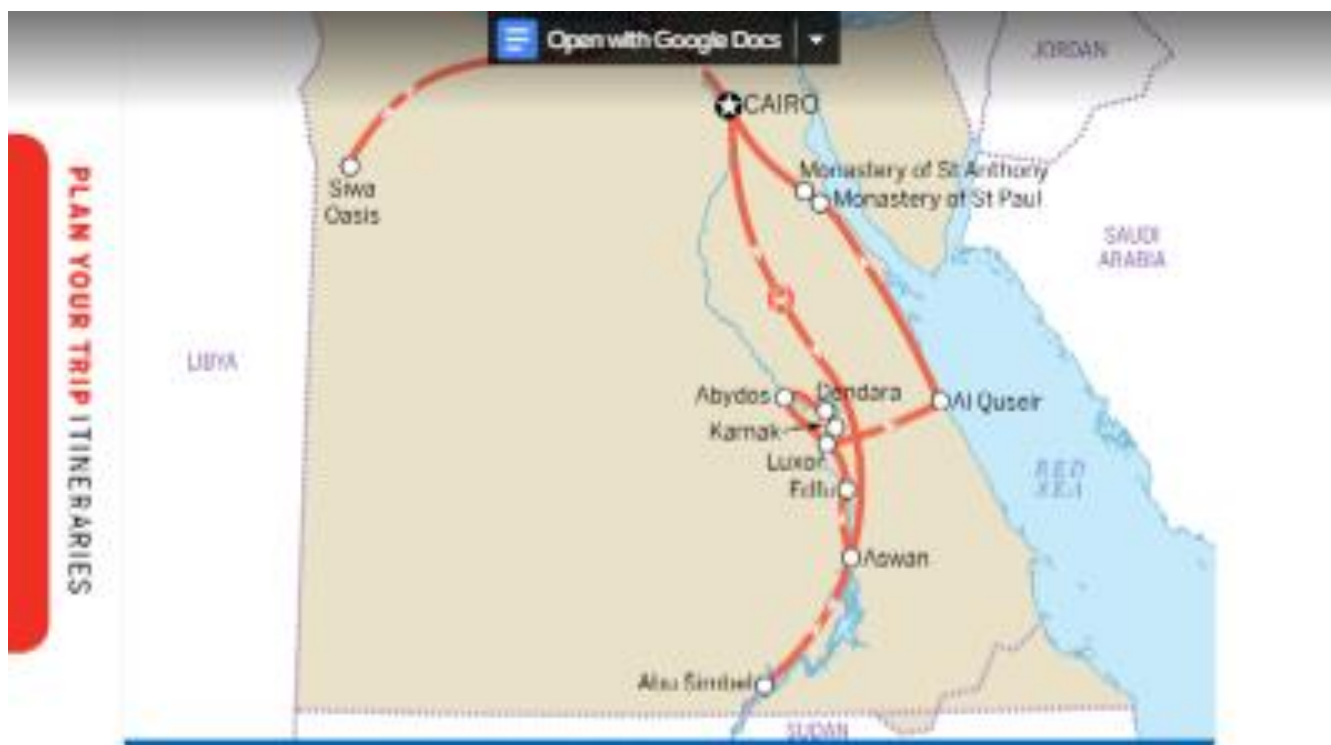 Open with Google Docs
JORDAN
CAIRO
Monastery of St Anthony
Monastery of St Paul
Siwa
Oasis
SAUDI
ARABIA
PLAN YOUR TRIP ITINERARIES
LIBYA
Abydos
Dendara
Al Quseir
Karnak
Luxor
Edfu
RED
SEA
Aswan
Abu Simbel
SUDAN